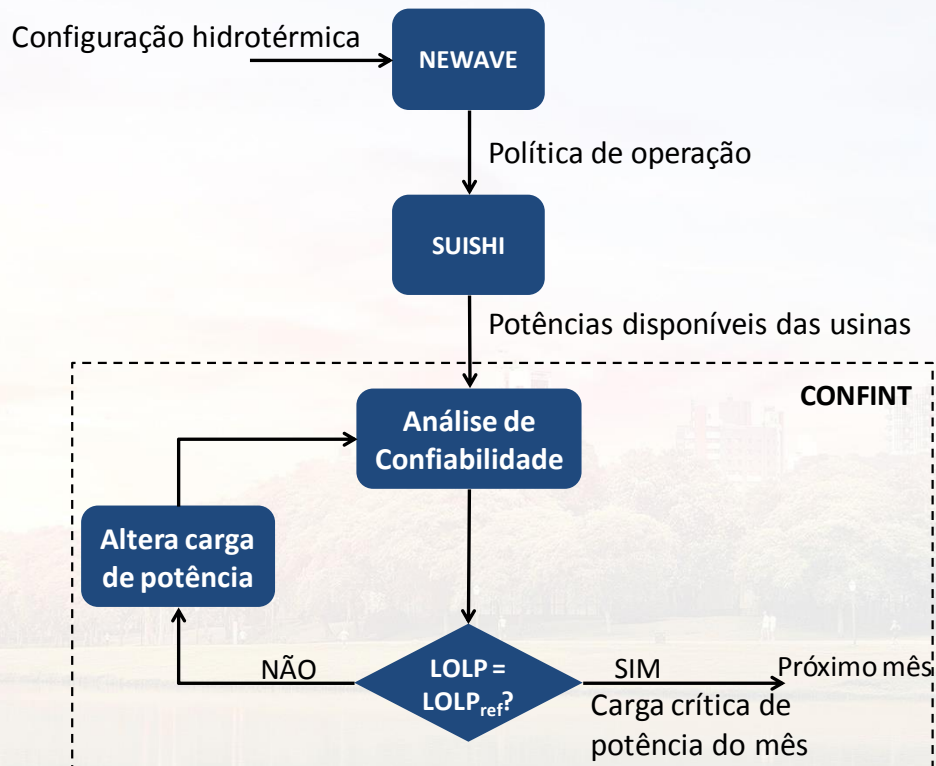 Configuração hidrotérmica
NEWAVE
Política de operação
SUISHI
Potências disponíveis das usinas
CONFINT
Análise de
Confiabilidade
Altera carga
de potência
NÃO
LOLP =
LOLPref?
SIM
Próximo mês
Carga crítica de
potência do mês